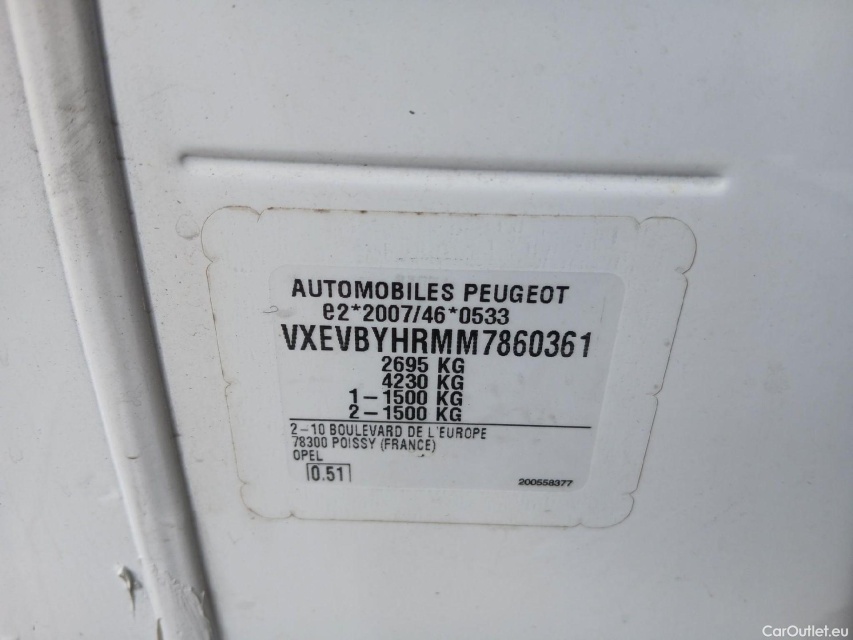 AUTOMOBILES PEUGEOT
e2*2007/46*0533
VXEVBYHRMM7860361
2695 KG
4230 KG
1-1500 KG
2-1500 KG
2-10 BOULEVARD DE L'EUROPE
78300 POISSY (FRANCE)
OPEL
0.51
200558377
CarOutlet.eu